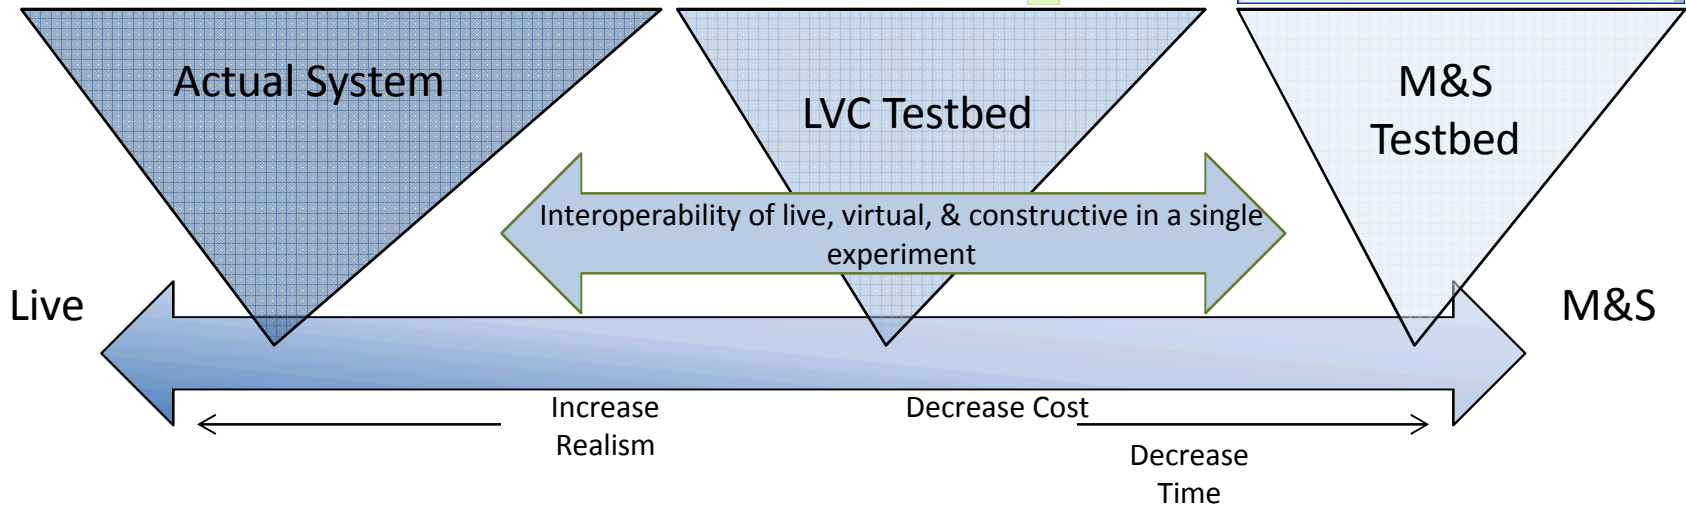 Actual System
LVC Testbed
M&S
Testbed
Interoperability of live, virtual, & constructive in a single
experiment
Live
M&S
Increase
Realism
Decrease Cost
Decrease
Time